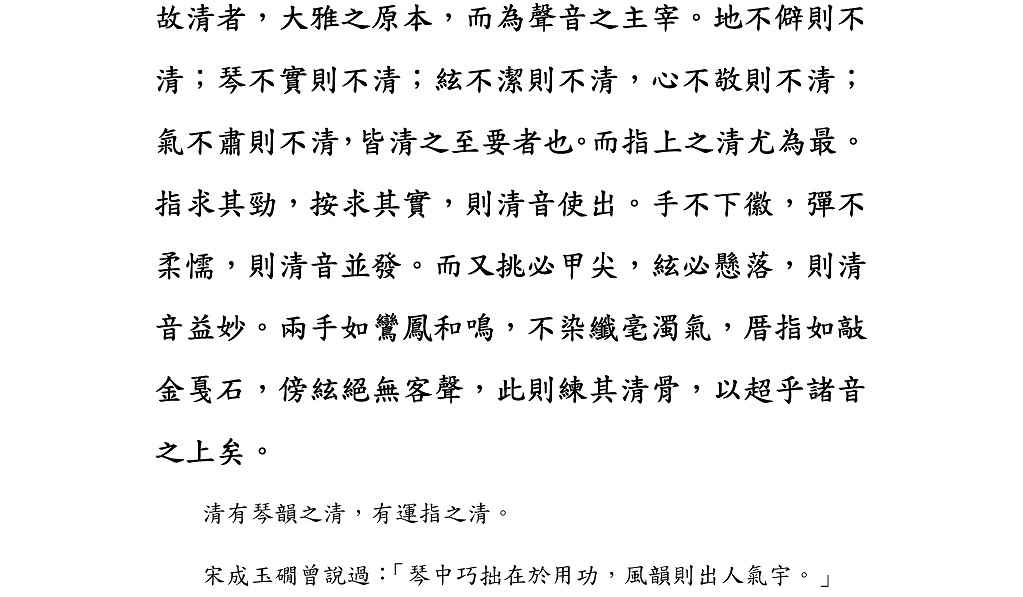 故清者，大雅之原本，而為聲音之主宰。地不僻則不
清；琴不實則不清；絃不潔則不清，心不敬則不清；
氣不肅則不清，皆清之至要者也。而指上之清尤為最。
指求其勁，按求其實，則清音使出。手不下徽，彈不
柔懦，則清音並發。而又挑必甲尖，絃必懸落，則清
音益妙。兩手如鸞鳳和鳴，不染纖毫濁氣，厝指如敲
金戛石，傍絃絕無客聲，此則練其清骨，以超乎諸音
之上矣。
清有琴韻之清，有運指之清。
宋成玉磵曾說過：「琴中巧拙在於用功，風韻則出人氣宇。」